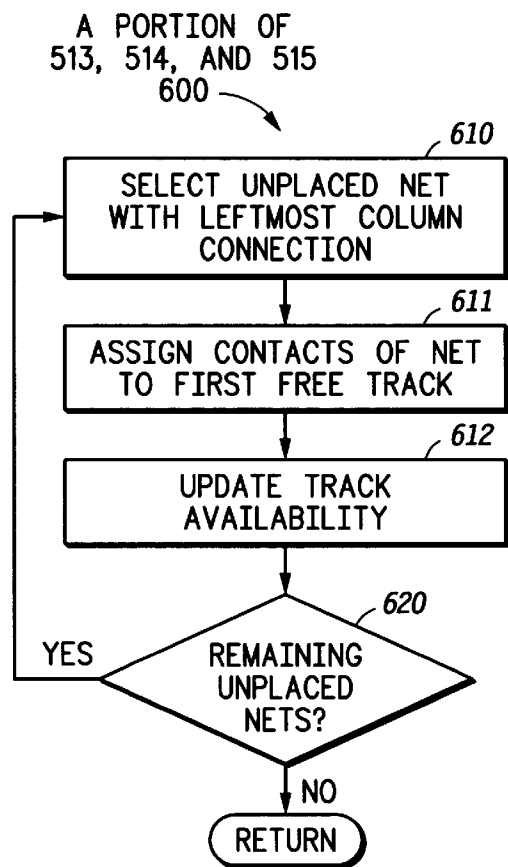 A PORTION OF
513, 514, AND 515
600
610
SELECT UNPLACED NET
WITH LEFTMOST COLUMN
CONNECTION
611
ASSIGN CONTACTS OF NET
TO FIRST FREE TRACK
612
UPDATE TRACK
AVAILABILITY
620
YES
REMAINING
UNPLACED
NETS?
NO
RETURN